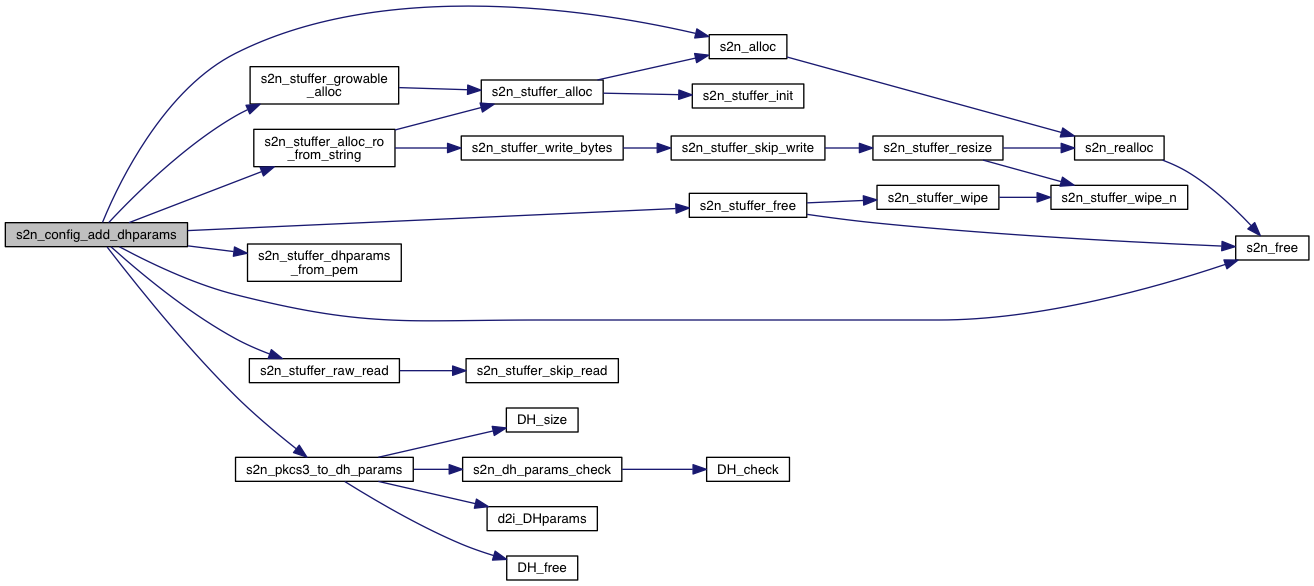 s2n_alloc
s2n_stuffer_growable
_alloc
s2n_stuffer_alloc
s2n_stuffer_init
s2n_stuffer_alloc_ro
_from_string
s2n_stuffer_write_bytes
s2n_stuffer_skip_write
s2n_stuffer_resize
s2n_realloc
s2n_stuffer_free
s2n_stuffer_wipe
s2n_stuffer_wipe_n
s2n_config_add_dhparams
s2n_stuffer_dhparams
_from_pem
s2n_free
s2n_stuffer_raw_read
s2n_stuffer_skip_read
DH_size
s2n_pkcs3_to_dh_params
s2n_dh_params_check
DH_check
d2i_DHparams
DH_free